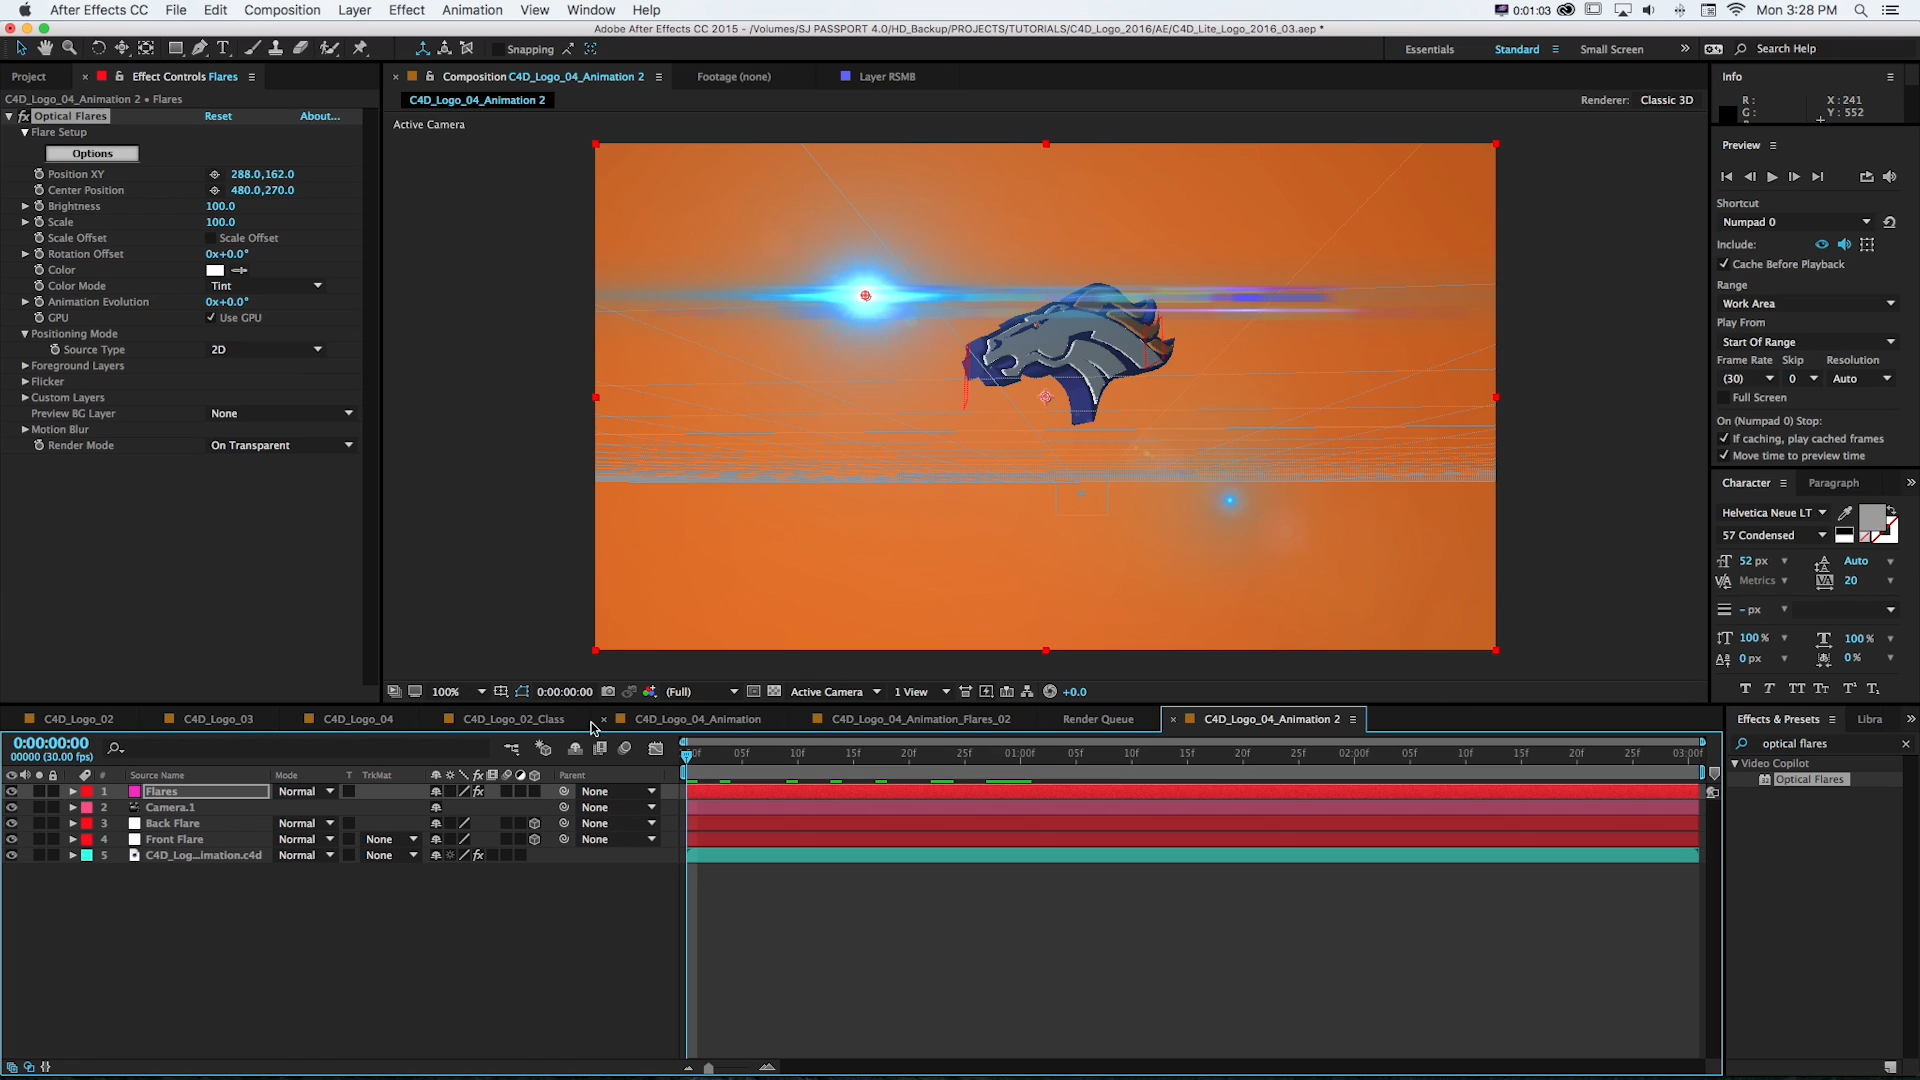 After Effects CC File Edit Composition Layer Effect Animation View Window Help 0:01:03 Mon 3:28 PM
Adobe After Effects CC 2015 - /Volumes/SJ PASSPORT 4.0/HD_Backup/PROJECTS/TUTORIALS/C4D_Logo_2016/AE/C4D_Lite_Logo_2016_03.aep *
Snapping Essentials Standard Small Screen Search Help
Project Effect Controls Flares Composition C4D_Logo_04_Animation 2 Footage (none) Layer RSMB Info
C4D_Logo_04_Animation 2 • Flares C4D_Logo_04_Animation 2 Renderer: Classic 3D R: X: 241
G: Y: 552
fx Optical Flares Reset About...
Active Camera
Flare Setup
Options
Position XY 288.0,162.0
Center Position 480.0,270.0
Brightness 100.0
Scale 100.0
Scale Offset Scale Offset
Rotation Offset 0x+0.0°
Color
Color Mode Tint
Animation Evolution 0x+0.0°
GPU Use GPU
Positioning Mode
Source Type 2D
Foreground Layers
Flicker
Custom Layers
Preview BG Layer None
Motion Blur
Render Mode On Transparent
Preview
Shortcut
Numpad 0
Include:
Cache Before Playback
Range
Work Area
Play From
Start Of Range
Frame Rate Skip Resolution
(30) 0 Auto
Full Screen
On (Numpad 0) Stop:
If caching, play cached frames
Move time to preview time
Character Paragraph
Helvetica Neue LT
57 Condensed
52 px Auto
Metrics 20
- px
100 % 100 %
0 px 0 %
T T TT Tr T¹ T₁
100% 0:00:00:00 (Full) Active Camera 1 View +0.0
C4D_Logo_02 C4D_Logo_03 C4D_Logo_04 C4D_Logo_02_Class C4D_Logo_04_Animation C4D_Logo_04_Animation_Flares_02 Render Queue C4D_Logo_04_Animation 2
Effects & Presets Libra
0:00:00:00
00000 (30.00 fps)
05f 10f 15f 20f 25f 01:00f 05f 10f 15f 20f 25f 02:00f 05f 10f 15f 20f 25f 03:00f
optical flares
Video Copilot
Optical Flares
# Source Name Mode T TrkMat fx Parent
1 Flares Normal fx None
2 Camera.1 None
3 Back Flare Normal None
4 Front Flare Normal None None
5 C4D_Log...imation.c4d Normal None fx None